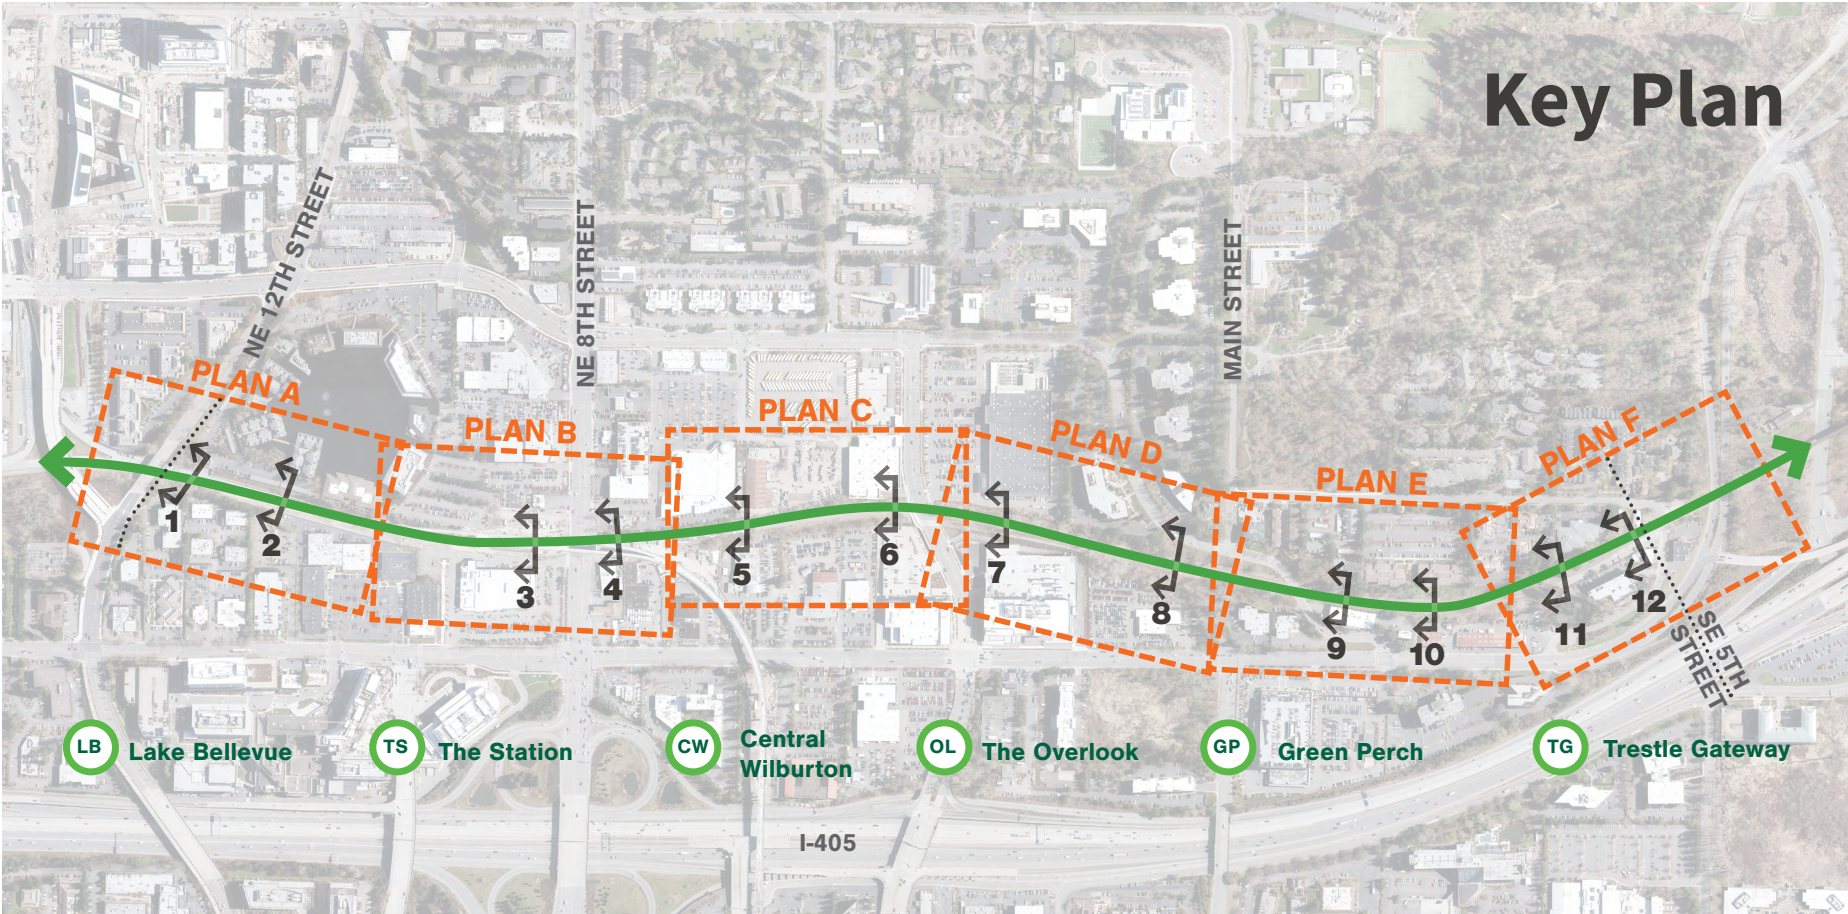 Key Plan
NE 12TH STREET
NE 8TH STREET
MAIN STREET
PLAN A
PLAN B
PLAN C
PLAN D
PLAN E
PLAN F
1
2
3
4
5
6
7
8
9
10
11
12
SE 5TH
STREET
LB Lake Bellevue
TS The Station
CW Central
Wilburton
OL The Overlook
GP Green Perch
TG Trestle Gateway
I-405